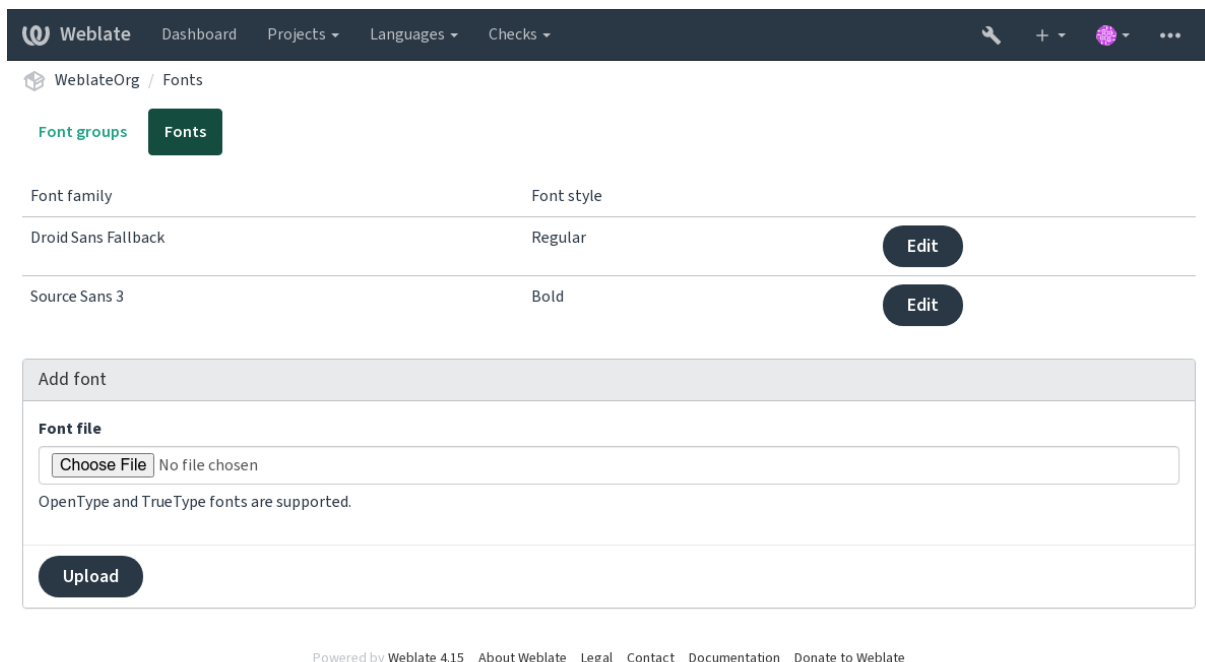 Weblate Dashboard Projects Languages Checks
WeblateOrg / Fonts
Font groups Fonts
Font family Font style
Droid Sans Fallback Regular Edit
Source Sans 3 Bold Edit
Add font
Font file
Choose File No file chosen
OpenType and TrueType fonts are supported.
Upload
Powered by Weblate 4.15 About Weblate Legal Contact Documentation Donate to Weblate